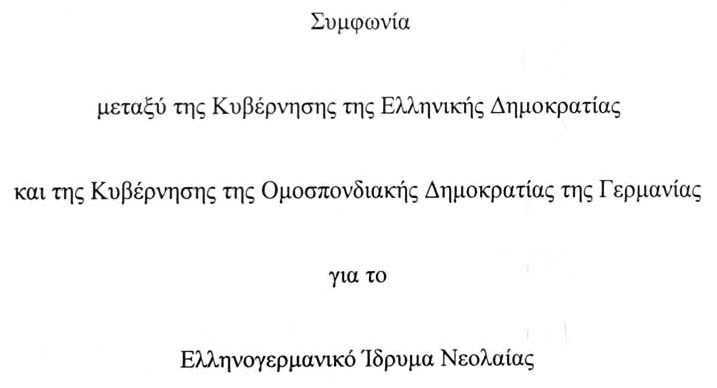 Συμφωνία
μεταξύ της Κυβέρνησης της Ελληνικής Δημοκρατίας
και της Κυβέρνησης της Ομοσπονδιακής Δημοκρατίας της Γερμανίας
για το
Ελληνογερμανικό Ίδρυμα Νεολαίας